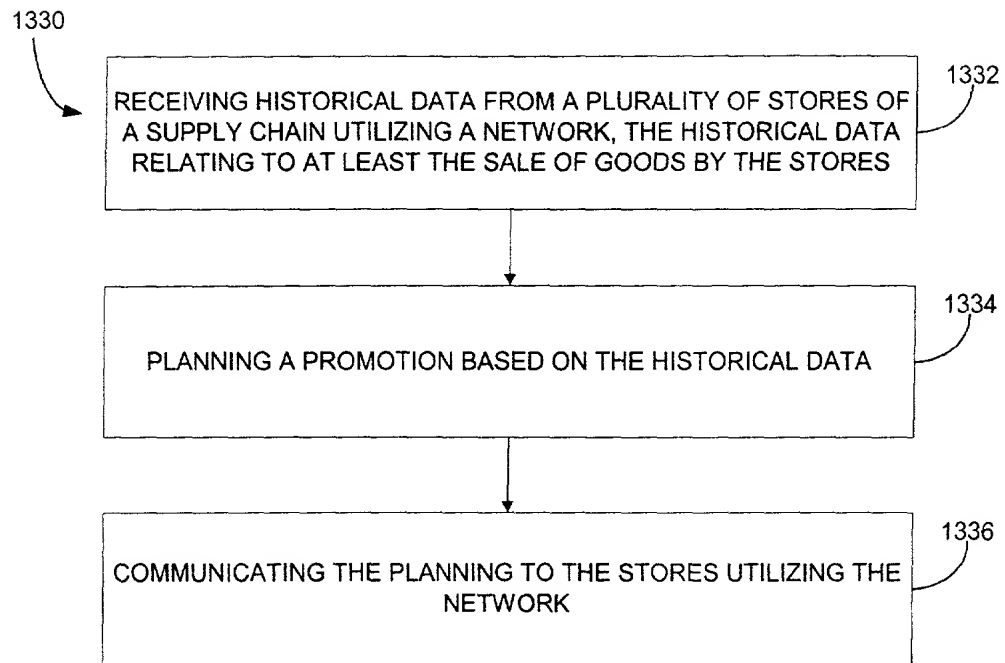 1330
1332
RECEIVING HISTORICAL DATA FROM A PLURALITY OF STORES OF
A SUPPLY CHAIN UTILIZING A NETWORK, THE HISTORICAL DATA
RELATING TO AT LEAST THE SALE OF GOODS BY THE STORES
1334
PLANNING A PROMOTION BASED ON THE HISTORICAL DATA
1336
COMMUNICATING THE PLANNING TO THE STORES UTILIZING THE
NETWORK